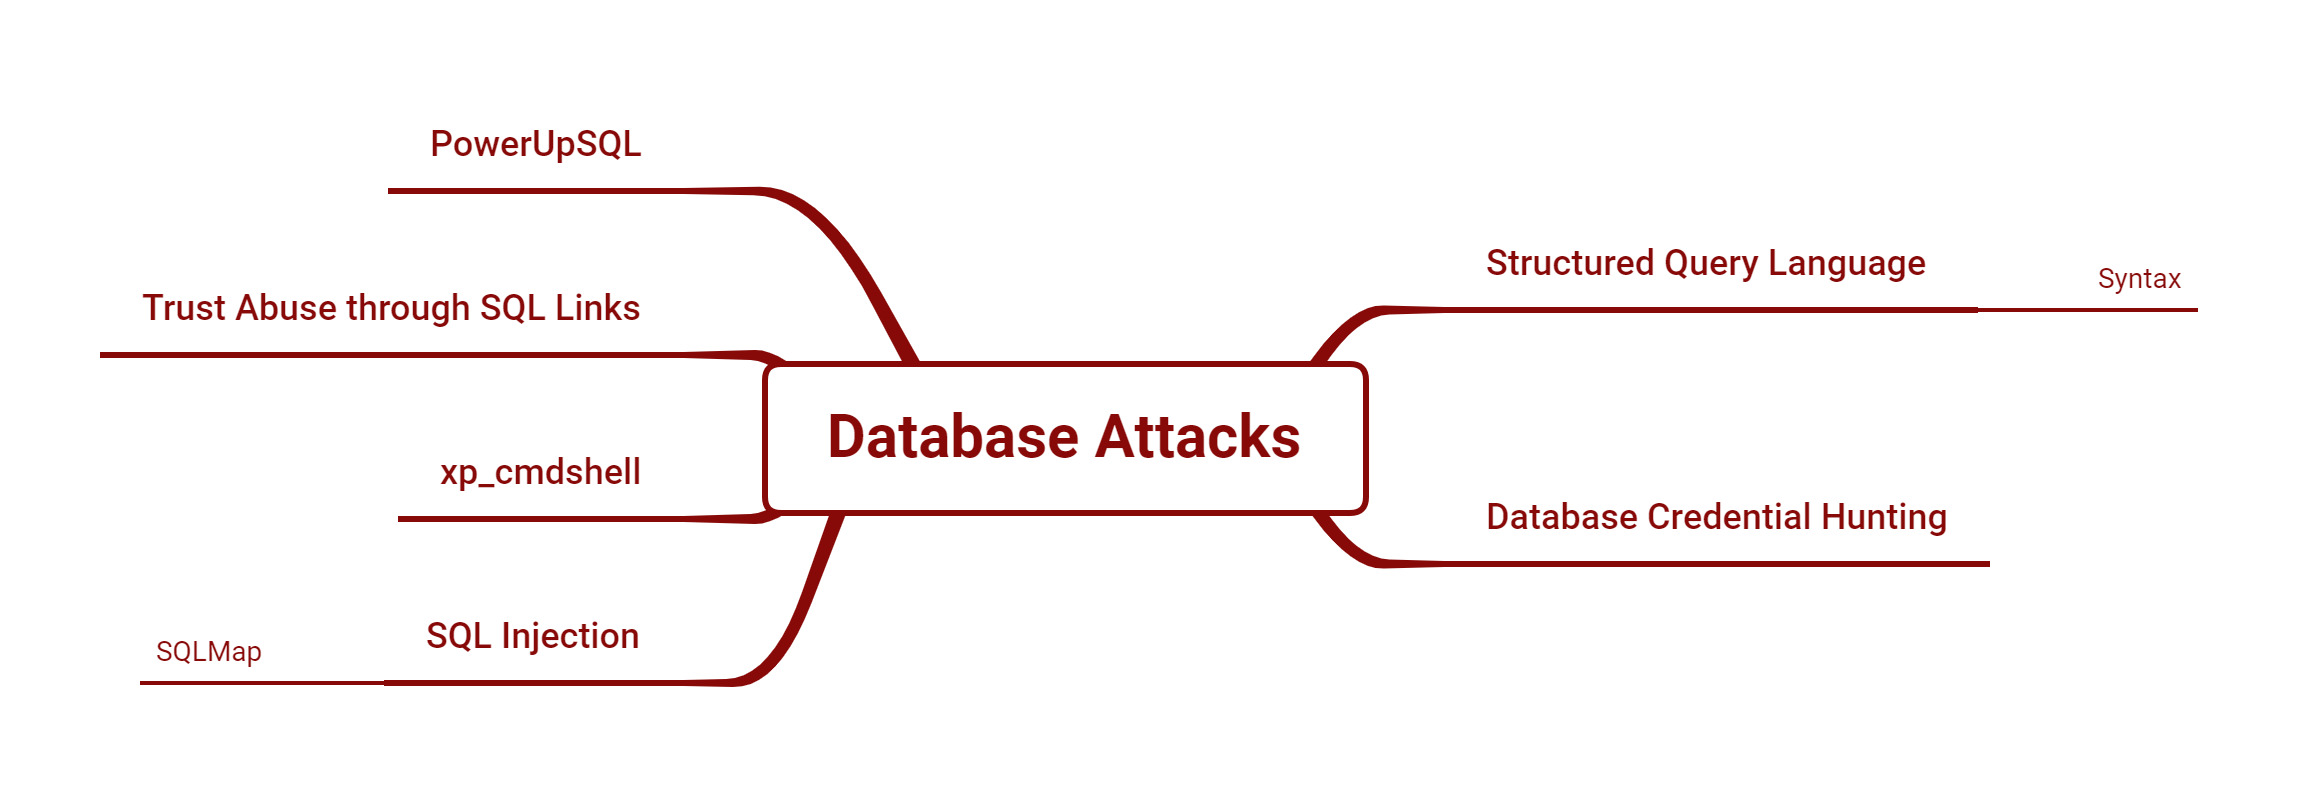 PowerUpSQL
Trust Abuse through SQL Links
xp_cmdshell
SQL Injection
SQLMap
Database Attacks
Structured Query Language
Syntax
Database Credential Hunting